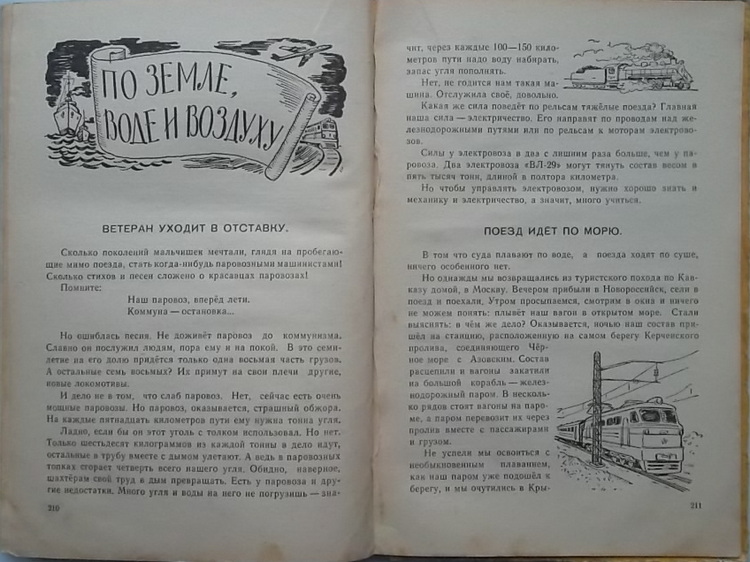 ПО ЗЕМЛЕ,
ВОДЕ И ВОЗДУХУ
ВЕТЕРАН УХОДИТ В ОТСТАВКУ.
Сколько поколений мальчишек мечтали, глядя на пробегаю-
щие мимо поезда, стать когда-нибудь паровозными машинистами!
Сколько стихов и песен сложено о красавцах паровозах!
Помните:
Наш паровоз, вперёд лети.
Коммуна — остановка...
Но ошиблась песня. Не доживёт паровоз до коммунизма.
Славно он послужил людям, пора ему и на покой. В это семи-
летие на его долю придётся только одна восьмая часть грузов.
А остальные семь восьмых? Их примут на свои плечи другие,
новые локомотивы.
И дело не в том, что слаб паровоз. Нет, сейчас есть очень
мощные паровозы. Но паровоз, оказывается, страшный обжора.
На каждые пятнадцать километров пути ему нужна тонна угля.
Ладно, если бы он этот уголь с толком использовал. Но нет.
Только шестьдесят килограммов из каждой тонны в дело идут,
остальные в трубу вместе с дымом улетают. А ведь в паровозных
топках сгорает четверть всего нашего угля. Обидно, наверное,
шахтёрам свой труд в дым превращать. Есть у паровоза и дру-
гие недостатки. Много угля и воды на него не погрузишь — зна-
210
чит, через каждые 100—150 кило-
метров пути надо воду набирать,
запас угля пополнять.
Нет, не годится нам такая ма-
шина. Отслужила своё, довольно.
Какая же сила поведёт по рельсам тяжёлые поезда? Главная
наша сила — электричество. Его направят по проводам над же-
лезнодорожными путями или по рельсам к моторам электрово-
зов.
Силы у электровоза в два с лишним раза больше, чем у па-
ровоза. Два электровоза «ВЛ-29» могут тянуть состав весом в
пять тысяч тонн, длиной в полтора километра.
Но чтобы управлять электровозом, нужно хорошо знать и
механику и электричество, а значит, много учиться.
ПОЕЗД ИДЁТ ПО МОРЮ.
В том что суда плавают по воде, а поезда ходят по суше,
ничего особенного нет.
Но однажды мы возвращались из туристского похода по Кав-
казу домой, в Москву. Вечером прибыли в Новороссийск, сели в
поезд и поехали. Утром просыпаемся, смотрим в окна и ничего
не можем понять: плывёт наш вагон в открытом море. Стали
выяснять: в чём же дело? Оказывается, ночью наш состав при-
шёл на станцию, расположенную на самом берегу Керченского
пролива, соединяющего Чёр-
ное море с Азовским. Состав
расцепили и вагоны закатили
на большой корабль — желез-
нодорожный паром. В несколь-
ко рядов стоят вагоны на паро-
ме, а паром перевозит их через
пролив вместе с пассажирами
и грузом.
Не успели мы освоиться с
необыкновенным плаванием,
как наш паром уже подошёл к
берегу, и мы очутились в Кры-
211